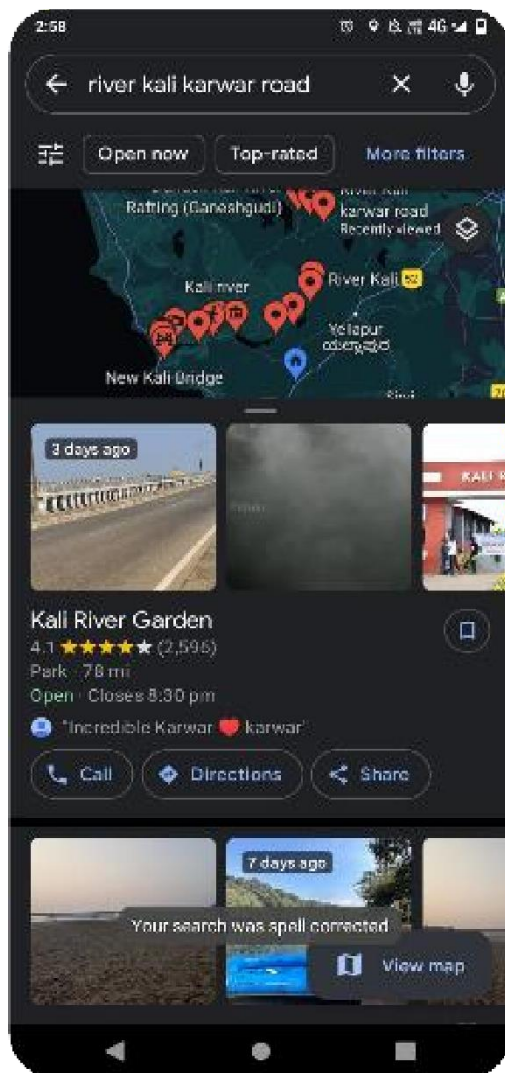 2:58
4G
river kali karwar road
Open now
Top-rated
More filters
Rafting (Ganeshgudi)
River Kali
karwar road
Recently viewed
Kali river
River Kali
52
Yellapur
ಯಲ್ಲಾಪುರ
New Kali Bridge
3 days ago
KALI
Kali River Garden
4.1 (2,596)
Park · 78 mi
Open · Closes 8:30 pm
"Incredible Karwar ❤ karwar"
Call
Directions
Share
7 days ago
Your search was spell corrected
View map